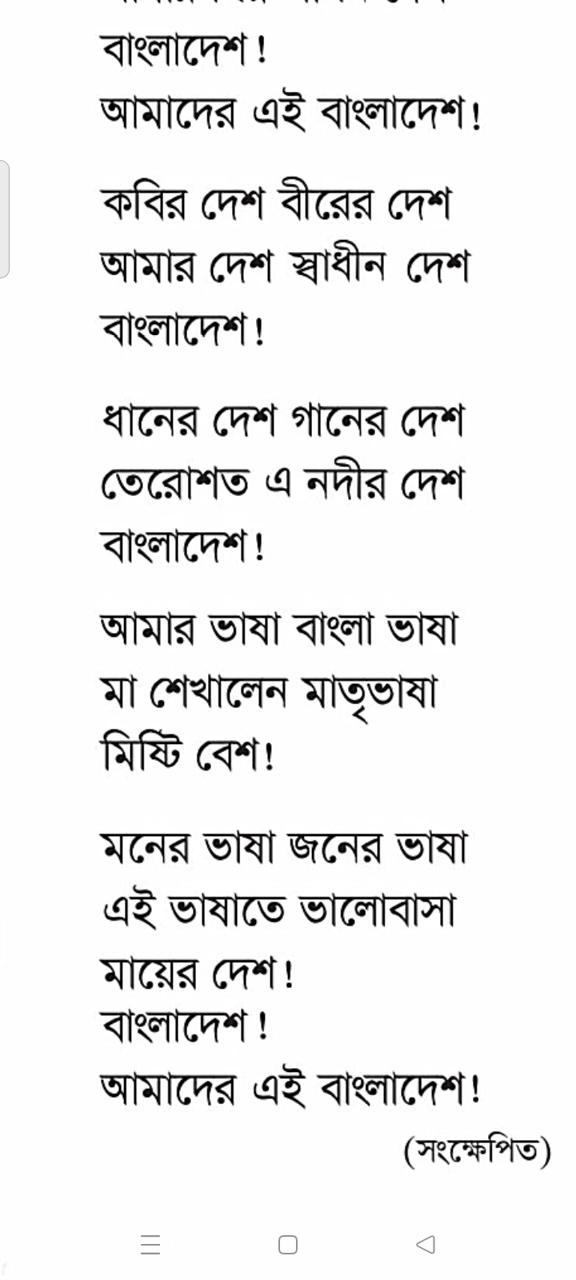 বাংলাদেশ!
আমাদের এই বাংলাদেশ!
কবির দেশ বীরের দেশ
আমার দেশ স্বাধীন দেশ
বাংলাদেশ!
ধানের দেশ গানের দেশ
তেরোশত এ নদীর দেশ
বাংলাদেশ!
আমার ভাষা বাংলা ভাষা
মা শেখালেন মাতৃভাষা
মিষ্টি বেশ!
মনের ভাষা জনের ভাষা
এই ভাষাতে ভালোবাসা
মায়ের দেশ!
বাংলাদেশ!
আমাদের এই বাংলাদেশ!
(সংক্ষেপিত)